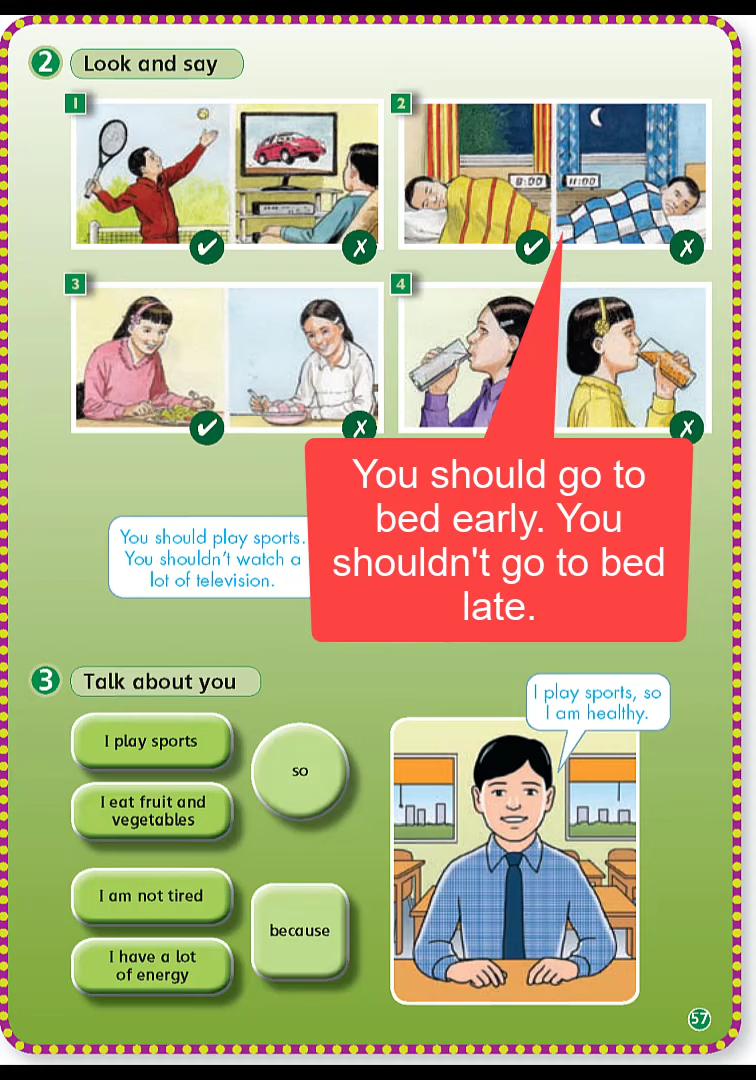 2 Look and say
1
2
8:00
11:00
3
4
You should go to
bed early. You
shouldn't go to bed
late.
You should play sports.
You shouldn't watch a
lot of television.
3 Talk about you
I play sports, so
I am healthy.
I play sports
so
I eat fruit and
vegetables
I am not tired
because
I have a lot
of energy
57